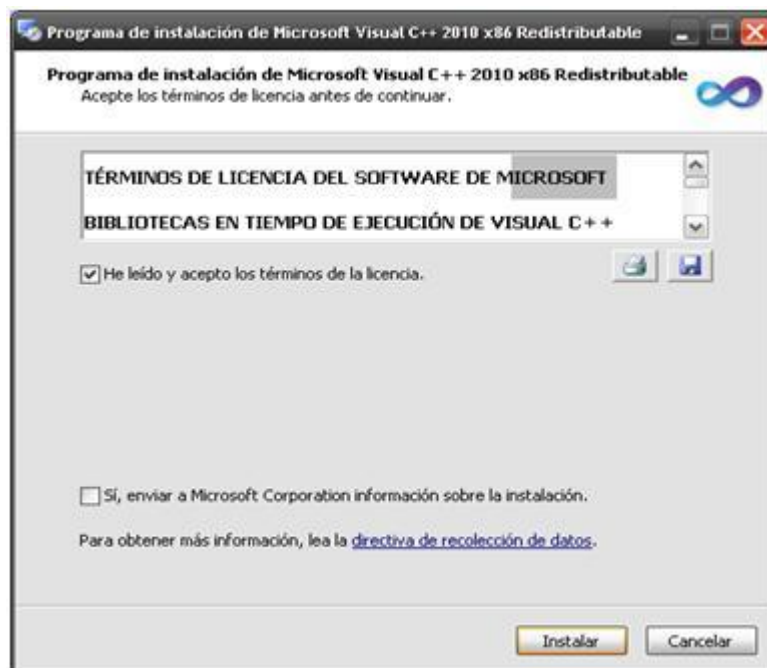 Programa de instalación de Microsoft Visual C++ 2010 x86 Redistributable
Programa de instalación de Microsoft Visual C++ 2010 x86 Redistributable
Acepte los términos de licencia antes de continuar.
TÉRMINOS DE LICENCIA DEL SOFTWARE DE MICROSOFT
BIBLIOTECAS EN TIEMPO DE EJECUCIÓN DE VISUAL C++
He leído y acepto los términos de la licencia.
Sí, enviar a Microsoft Corporation información sobre la instalación.
Para obtener más información, lea la directiva de recolección de datos.
Instalar
Cancelar